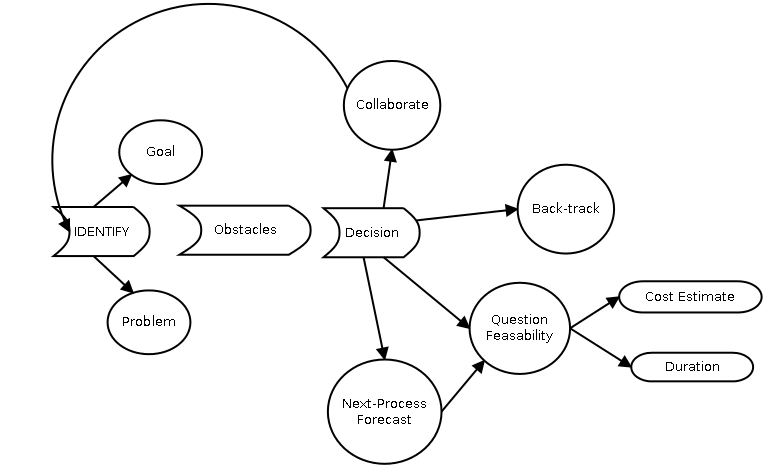 Collaborate
Goal
Back-track
IDENTIFY
Obstacles
Decision
Cost Estimate
Problem
Question
Feasability
Duration
Next-Process
Forecast